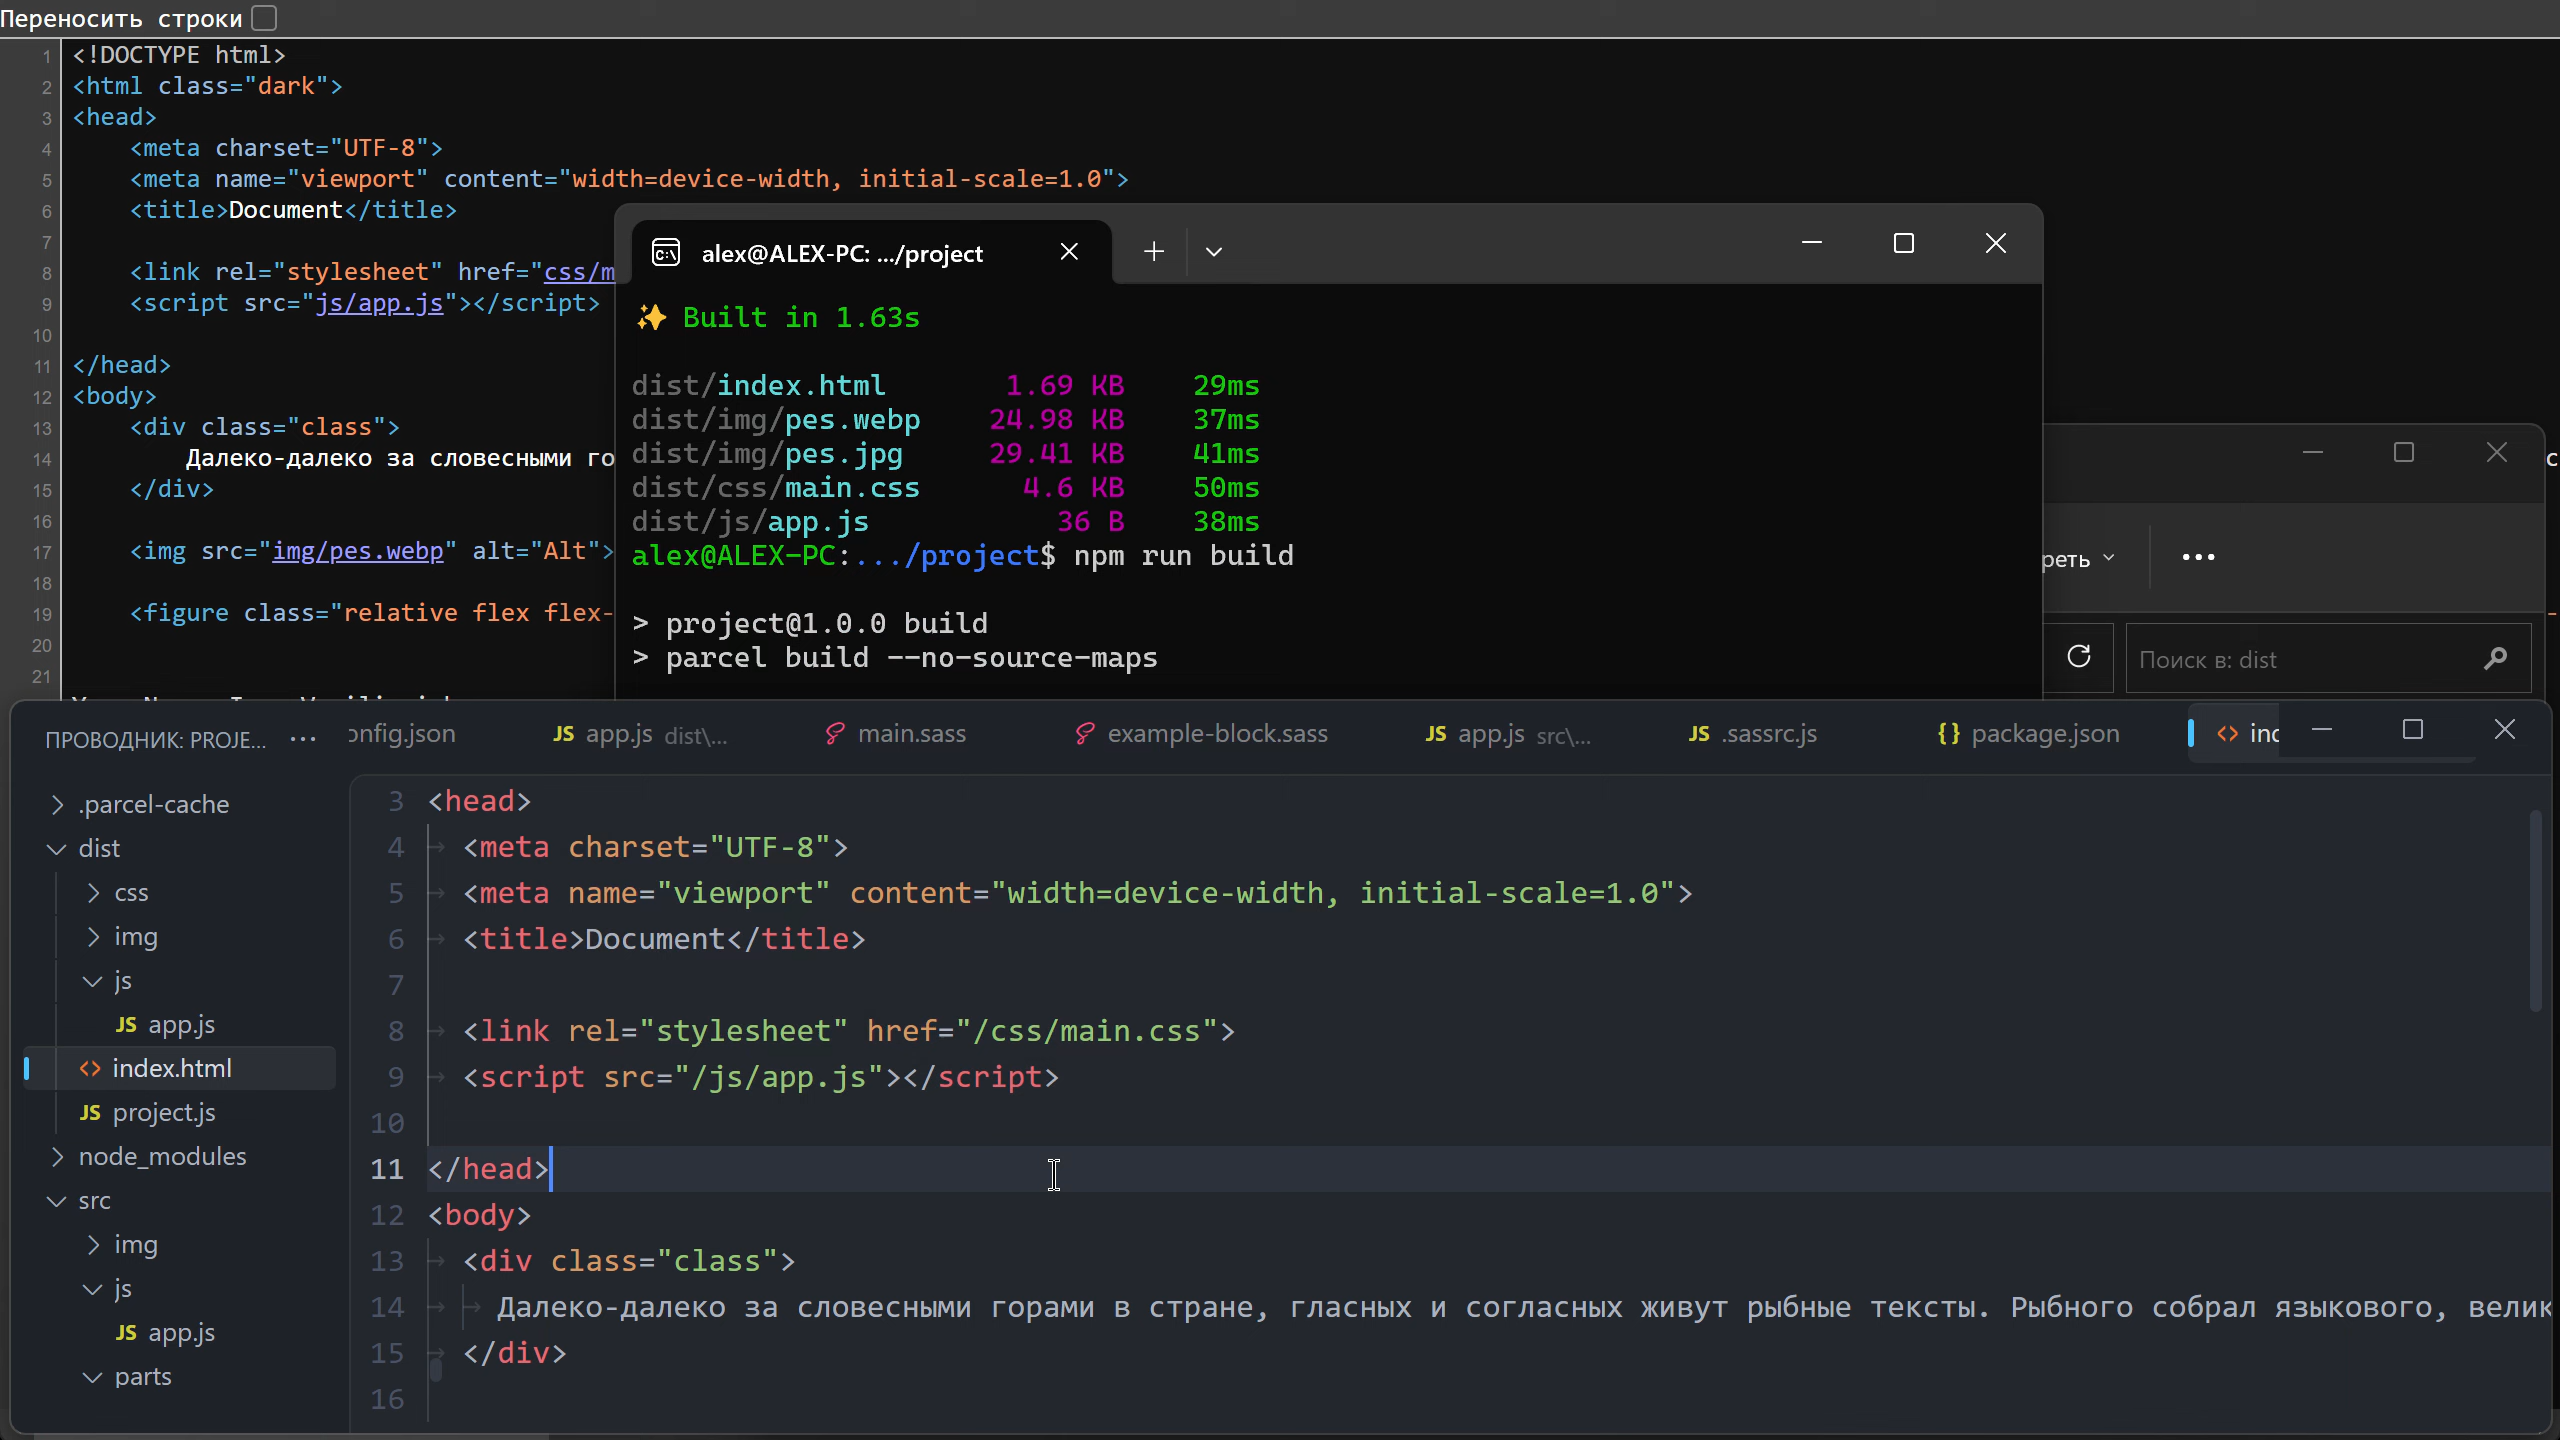 Переносить строки
1 <!DOCTYPE html>
2 <html class="dark">
3 <head>
4 <meta charset="UTF-8">
5 <meta name="viewport" content="width=device-width, initial-scale=1.0">
6 <title>Document</title>
7
8 <link rel="stylesheet" href="css/m
9 <script src="js/app.js"></script>
10
11 </head>
12 <body>
13 <div class="class">
14 Далеко-далеко за словесными го
15 </div>
16
17 <img src="img/pes.webp" alt="Alt">
18
19 <figure class="relative flex flex-
20
21
alex@ALEX-PC: .../project
✨ Built in 1.63s
dist/index.html 1.69 KB 29ms
dist/img/pes.webp 24.98 KB 37ms
dist/img/pes.jpg 29.41 KB 41ms
dist/css/main.css 4.6 KB 50ms
dist/js/app.js 36 B 38ms
alex@ALEX-PC:.../project$ npm run build
> project@1.0.0 build
> parcel build --no-source-maps
реть
Поиск в: dist
ПРОВОДНИК: PROJE... ···
onfig.json
JS app.js dist\...
main.sass
example-block.sass
JS app.js src\...
JS .sassrc.js
{} package.json
<> ind
.parcel-cache
dist
css
img
js
JS app.js
<> index.html
JS project.js
node_modules
src
img
js
JS app.js
parts
3 <head>
4 <meta charset="UTF-8">
5 <meta name="viewport" content="width=device-width, initial-scale=1.0">
6 <title>Document</title>
7
8 <link rel="stylesheet" href="/css/main.css">
9 <script src="/js/app.js"></script>
10
11 </head>
12 <body>
13 <div class="class">
14 Далеко-далеко за словесными горами в стране, гласных и согласных живут рыбные тексты. Рыбного собрал языкового, велик
15 </div>
16